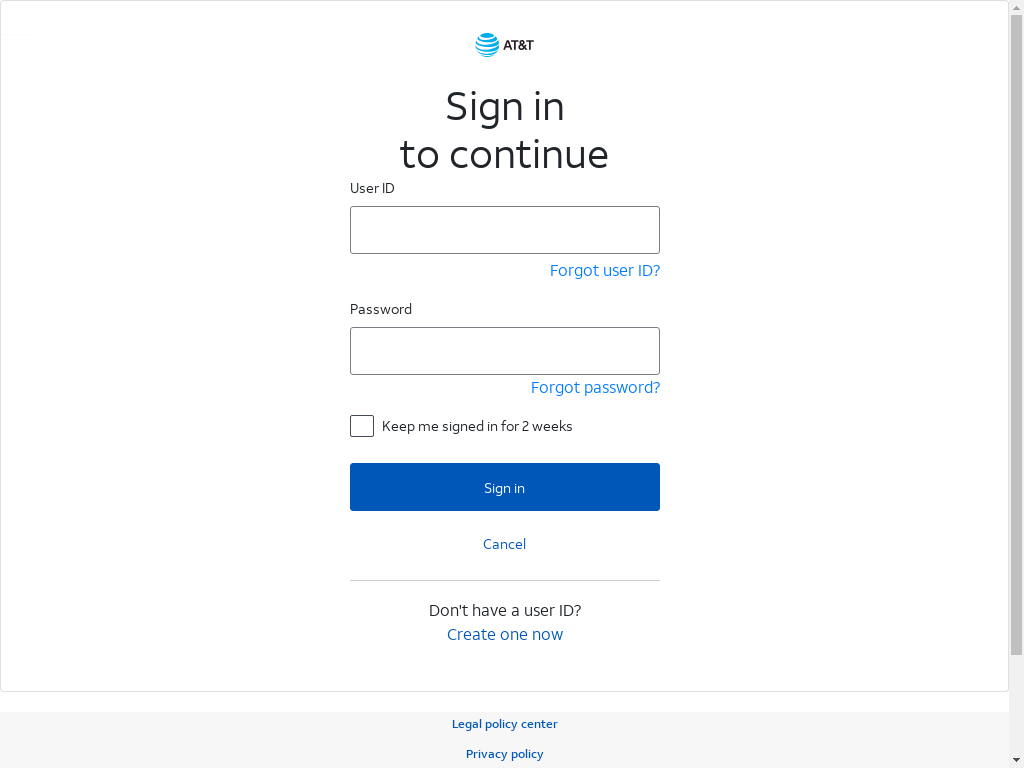 AT&T
Sign in
to continue
User ID
Forgot user ID?
Password
Forgot password?
Keep me signed in for 2 weeks
Sign in
Cancel
Don't have a user ID?
Create one now
Legal policy center
Privacy policy